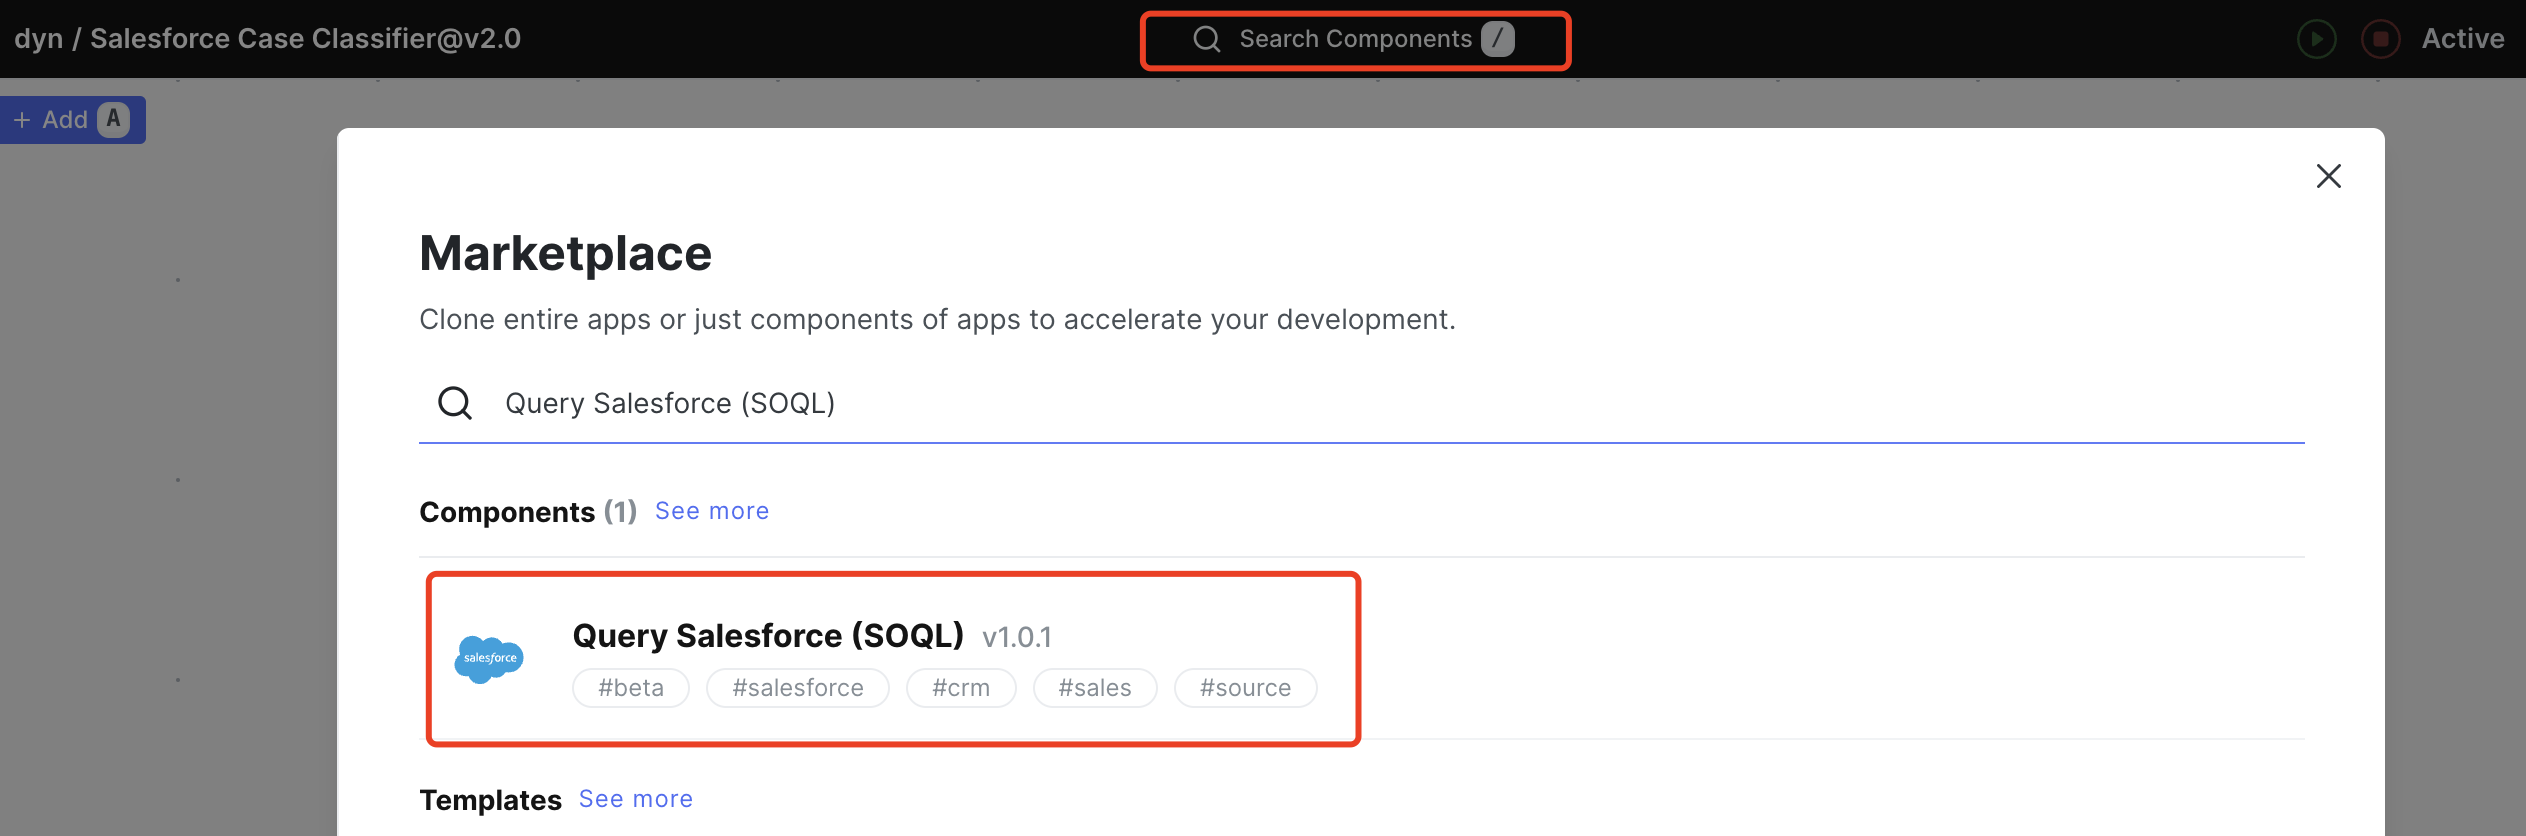 dyn / Salesforce Case Classifier@v2.0
Search Components /
Active
+ Add A
Marketplace
Clone entire apps or just components of apps to accelerate your development.
Query Salesforce (SOQL)
Components (1) See more
salesforce
Query Salesforce (SOQL) v1.0.1
#beta #salesforce #crm #sales #source
Templates See more